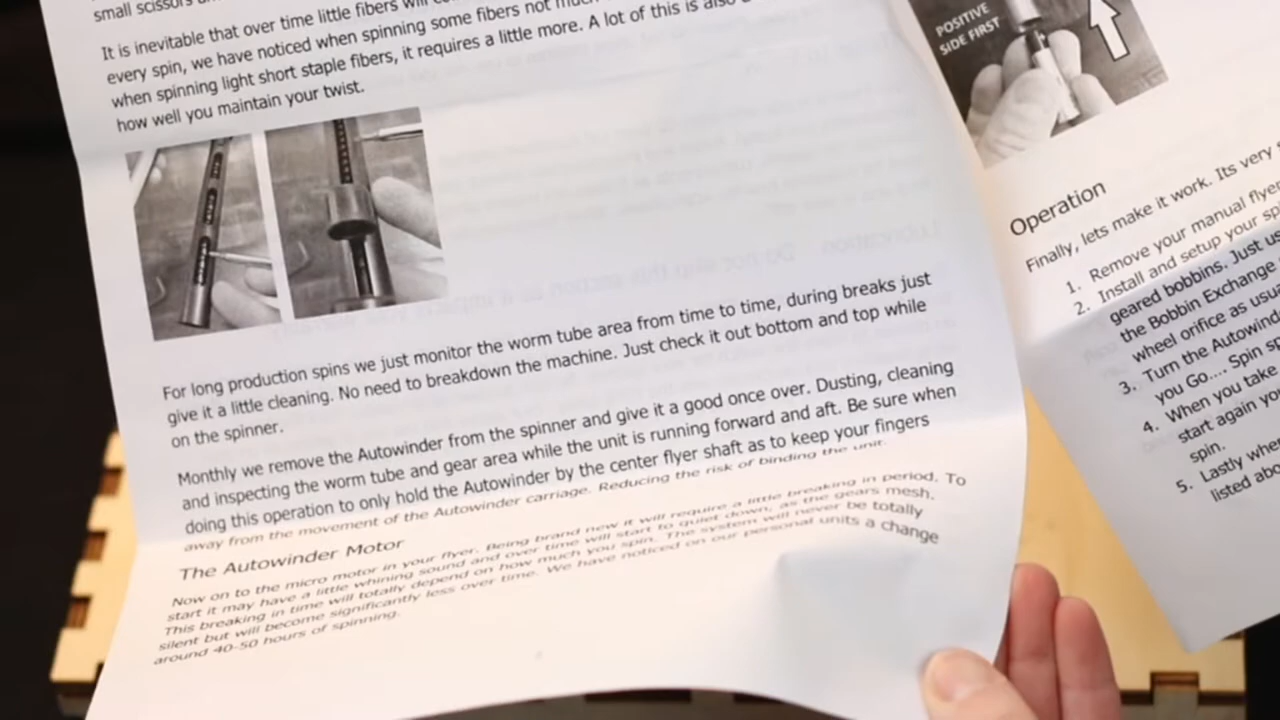 small scissors
It is inevitable that over time little fibers will
every spin, we have noticed when spinning some fibers not much
when spinning light short staple fibers, it requires a little more. A lot of this is also
how well you maintain your twist.
For long production spins we just monitor the worm tube area from time to time, during breaks just
give it a little cleaning. No need to breakdown the machine. Just check it out bottom and top while
on the spinner.
Monthly we remove the Autowinder from the spinner and give it a good once over. Dusting, cleaning
and inspecting the worm tube and gear area while the unit is running forward and aft. Be sure when
doing this operation to only hold the Autowinder by the center flyer shaft as to keep your fingers
away from the movement of the Autowinder carriage. Reducing the risk of binding the unit.
The Autowinder Motor
Now on to the micro motor in your flyer. Being brand new it will require a little breaking in period. To
start it may have a little whining sound and over time will start to quiet down, as the gears mesh.
This breaking in time will totally depend on how much you spin. The system will never be totally
silent but will become significantly less over time. We have noticed on our personal units a change
around 40-50 hours of spinning.
POSITIVE
SIDE FIRST
Operation
Finally, lets make it work. Its very
1. Remove your manual flyer
2. Install and setup your
geared bobbins. Just
the Bobbin Exchange
wheel orifice as
3. Turn the
you Go.... Spin
4. When you take
start again
spin.
5. Lastly
listed